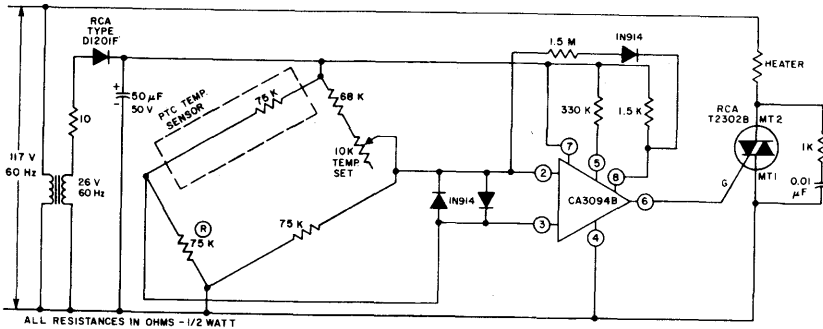 RCA
TYPE
D1201F
117 V
60 Hz
10
26 V
60 Hz
+
-
50 μF
50 V
PTC TEMP.
SENSOR
75 K
68 K
10K
TEMP.
SET
R
75 K
75 K
1N914
1.5 M
1N914
330 K
1.5 K
7
5
8
2
3
CA3094B
6
4
HEATER
RCA
T2302B
MT2
MT1
G
1K
0.01
μF
ALL RESISTANCES IN OHMS - 1/2 WATT